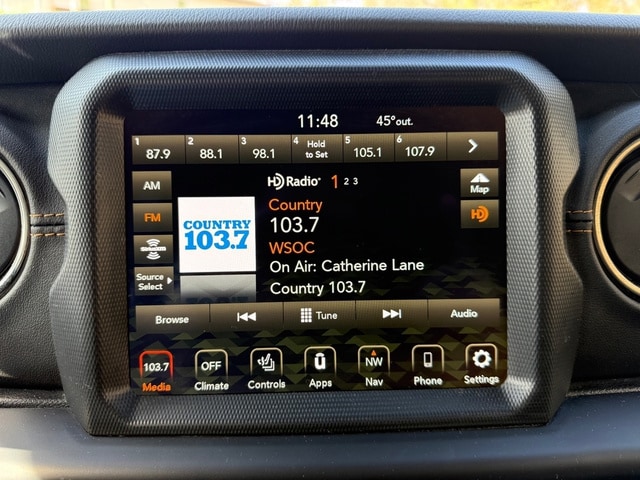 11:48 45°out.
1 87.9 2 88.1 3 98.1 4 Hold to Set 5 105.1 6 107.9
AM
HD Radio 1 2 3
Map
FM
HD
COUNTRY
103.7
Country
103.7
WSOC
On Air: Catherine Lane
Country 103.7
SiriusXM
Source
Select
Browse Tune Audio
103.7 OFF NW
Media Climate Controls Apps Nav Phone Settings